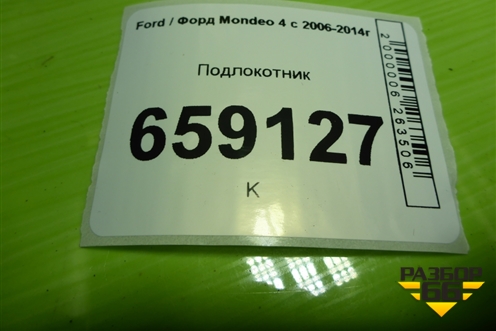 Ford / Форд Mondeo 4 с 2006-2014г
Подлокотник
659127
К
2000006263506
РАЗБОР
66